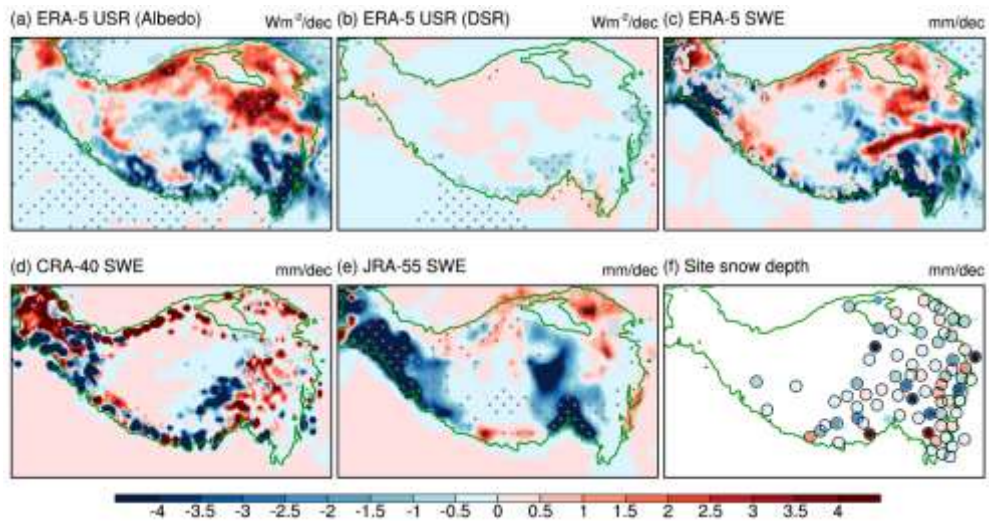 (a) ERA-5 USR (Albedo) Wm⁻²/dec
(b) ERA-5 USR (DSR) Wm⁻²/dec
(c) ERA-5 SWE mm/dec
(d) CRA-40 SWE mm/dec
(e) JRA-55 SWE mm/dec
(f) Site snow depth mm/dec
-4 -3.5 -3 -2.5 -2 -1.5 -1 -0.5 0 0.5 1 1.5 2 2.5 3 3.5 4